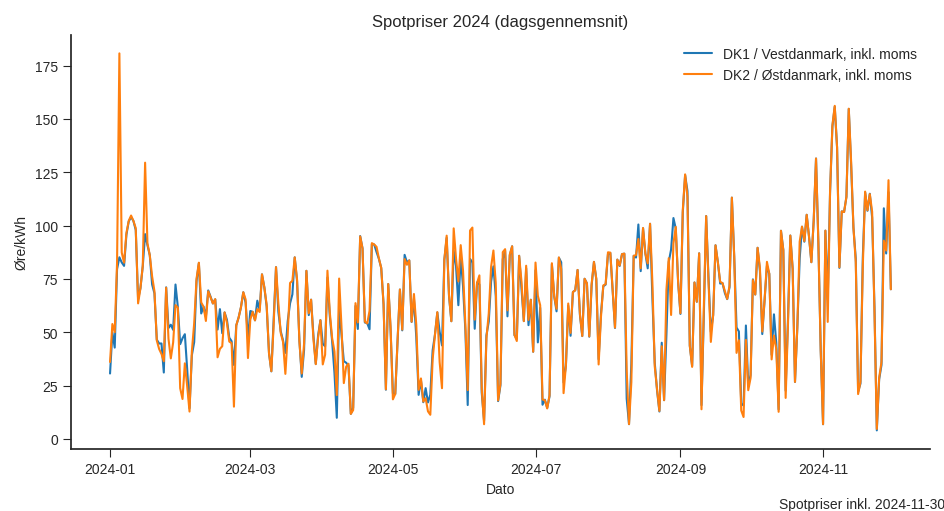 Spotpriser 2024 (dagsgennemsnit)
DK1 / Vestdanmark, inkl. moms
DK2 / Østdanmark, inkl. moms
Øre/kWh
175
150
125
100
75
50
25
0
2024-01
2024-03
2024-05
2024-07
2024-09
2024-11
Dato
Spotpriser inkl. 2024-11-30